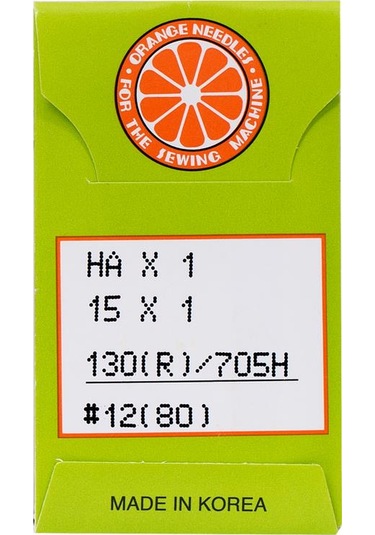 ORANGE NEEDLES
FOR THE SEWING MACHINE
HA X 1
15 X 1
130(R)/705H
#12(80)
MADE IN KOREA